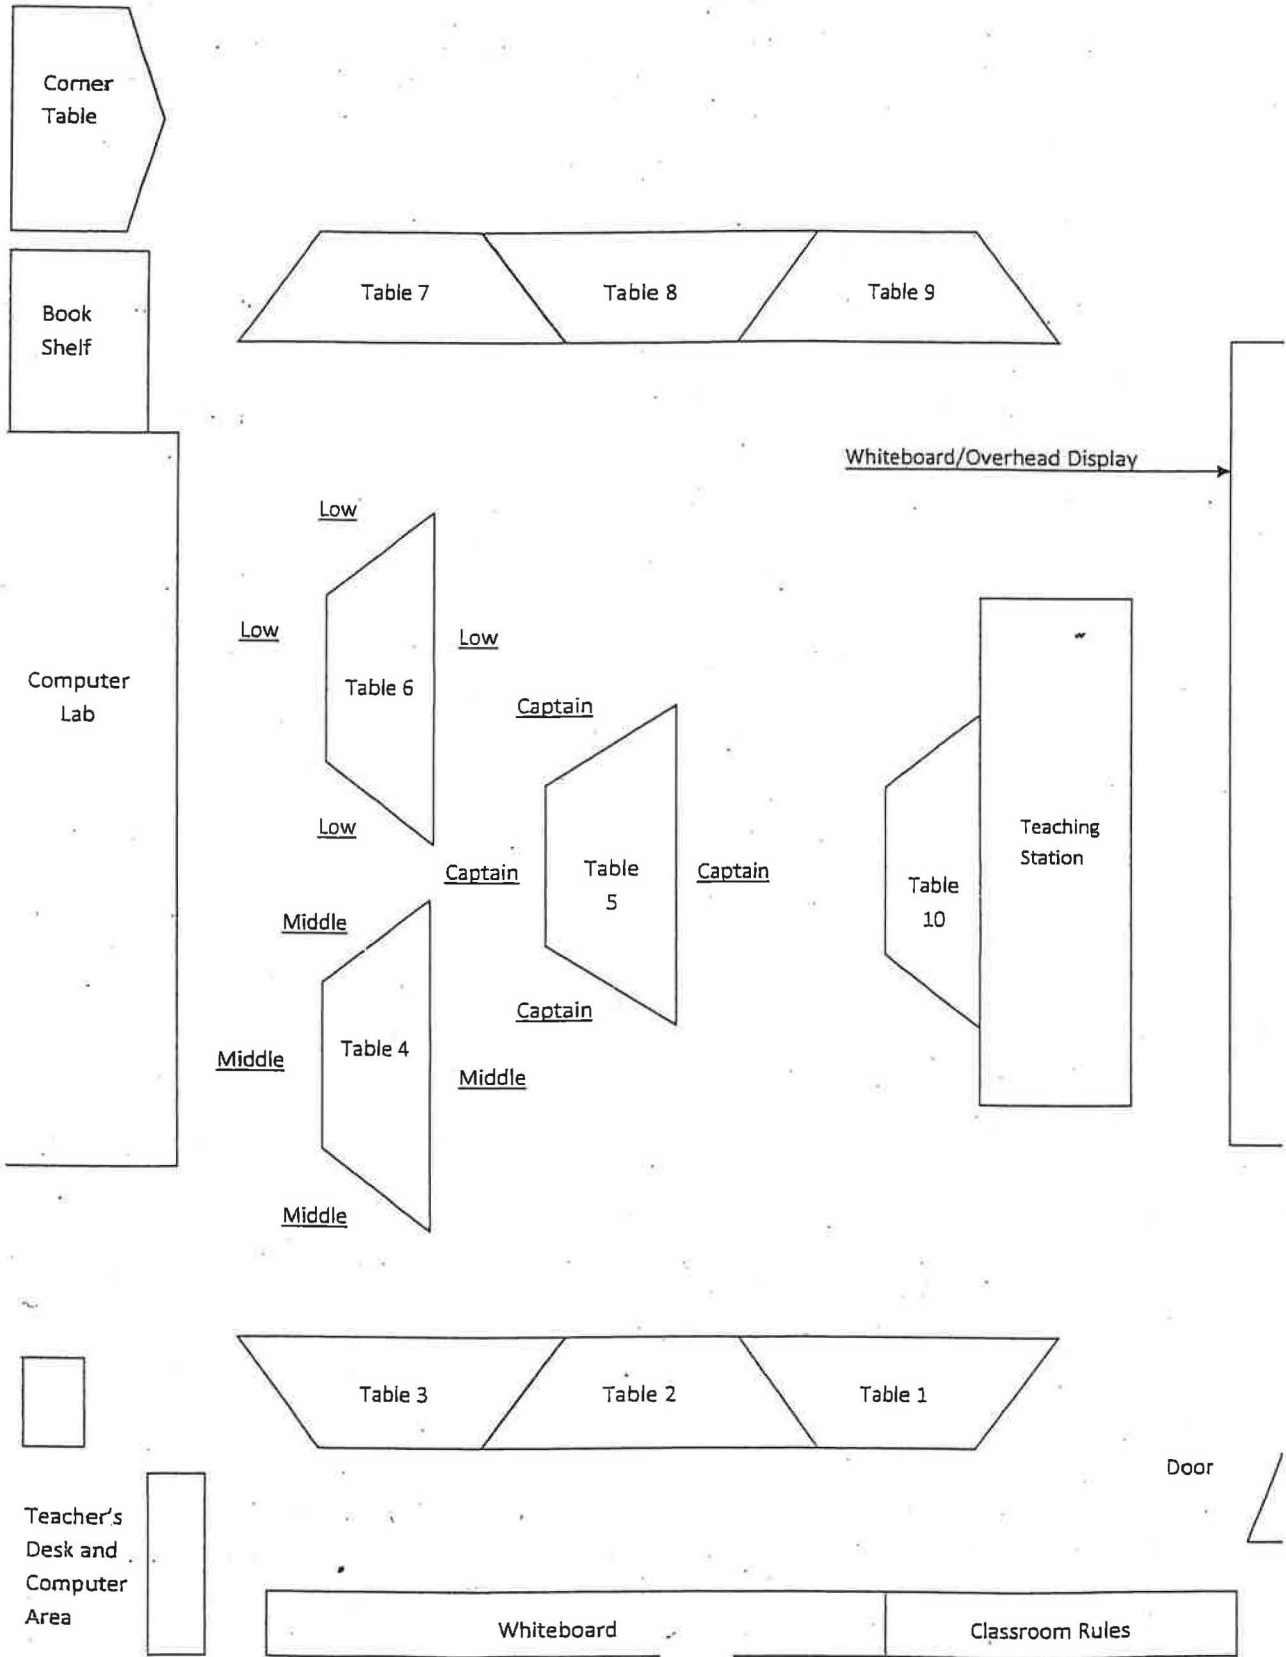 Corner
Table
Table 7
Table 8
Table 9
Book
Shelf
Whiteboard/Overhead Display
Low
Low
Low
Computer
Lab
Table 6
Captain
Low
Teaching
Station
Captain
Table
5
Captain
Table
10
Middle
Captain
Table 4
Middle
Middle
Middle
Table 3
Table 2
Table 1
Door
Teacher's
Desk and
Computer
Area
Whiteboard
Classroom Rules